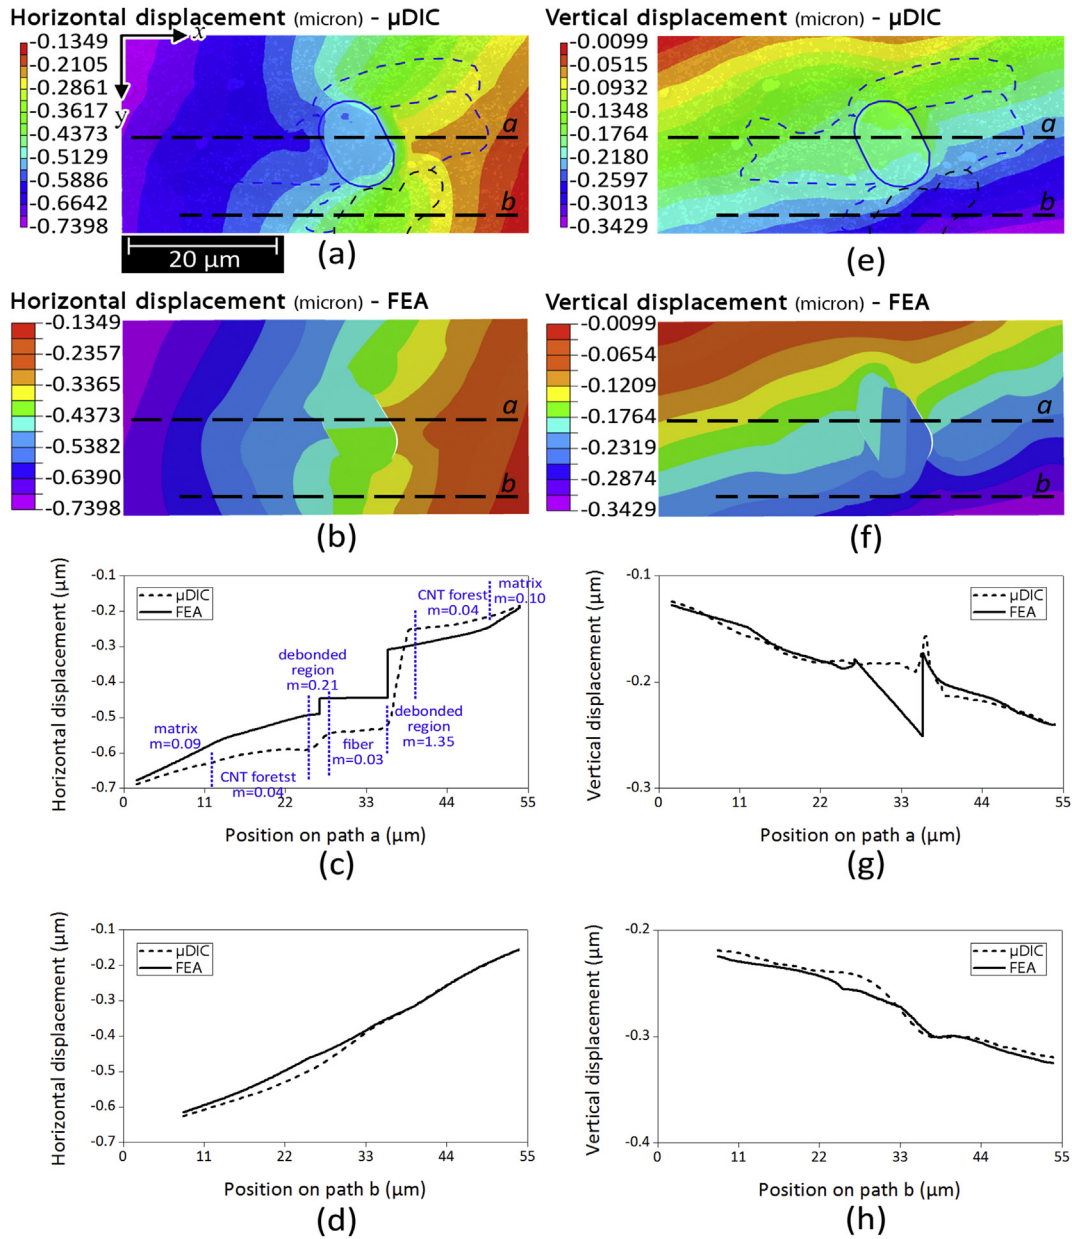 Horizontal displacement (micron) - µDIC
-0.1349
-0.2105
-0.2861
-0.3617
-0.4373
-0.5129
-0.5886
-0.6642
-0.7398
x
y
a
b
20 µm
(a)
Vertical displacement (micron) - µDIC
-0.0099
-0.0515
-0.0932
-0.1348
-0.1764
-0.2180
-0.2597
-0.3013
-0.3429
a
b
(e)
Horizontal displacement (micron) - FEA
-0.1349
-0.2357
-0.3365
-0.4373
-0.5382
-0.6390
-0.7398
a
b
(b)
Vertical displacement (micron) - FEA
-0.0099
-0.0654
-0.1209
-0.1764
-0.2319
-0.2874
-0.3429
a
b
(f)
Horizontal displacement (µm)
-0.1
-0.2
-0.3
-0.4
-0.5
-0.6
-0.7
µDIC
FEA
matrix
m=0.09
CNT foretst
m=0.04
debonded
region
m=0.21
fiber
m=0.03
debonded
region
m=1.35
CNT forest
m=0.04
matrix
m=0.10
0 11 22 33 44 55
Position on path a (µm)
(c)
Vertical displacement (µm)
-0.1
-0.2
-0.3
µDIC
FEA
0 11 22 33 44 55
Position on path a (µm)
(g)
Horizontal displacement (µm)
-0.1
-0.2
-0.3
-0.4
-0.5
-0.6
-0.7
µDIC
FEA
0 11 22 33 44 55
Position on path b (µm)
(d)
Vertical displacement (µm)
-0.2
-0.3
-0.4
µDIC
FEA
0 11 22 33 44 55
Position on path b (µm)
(h)